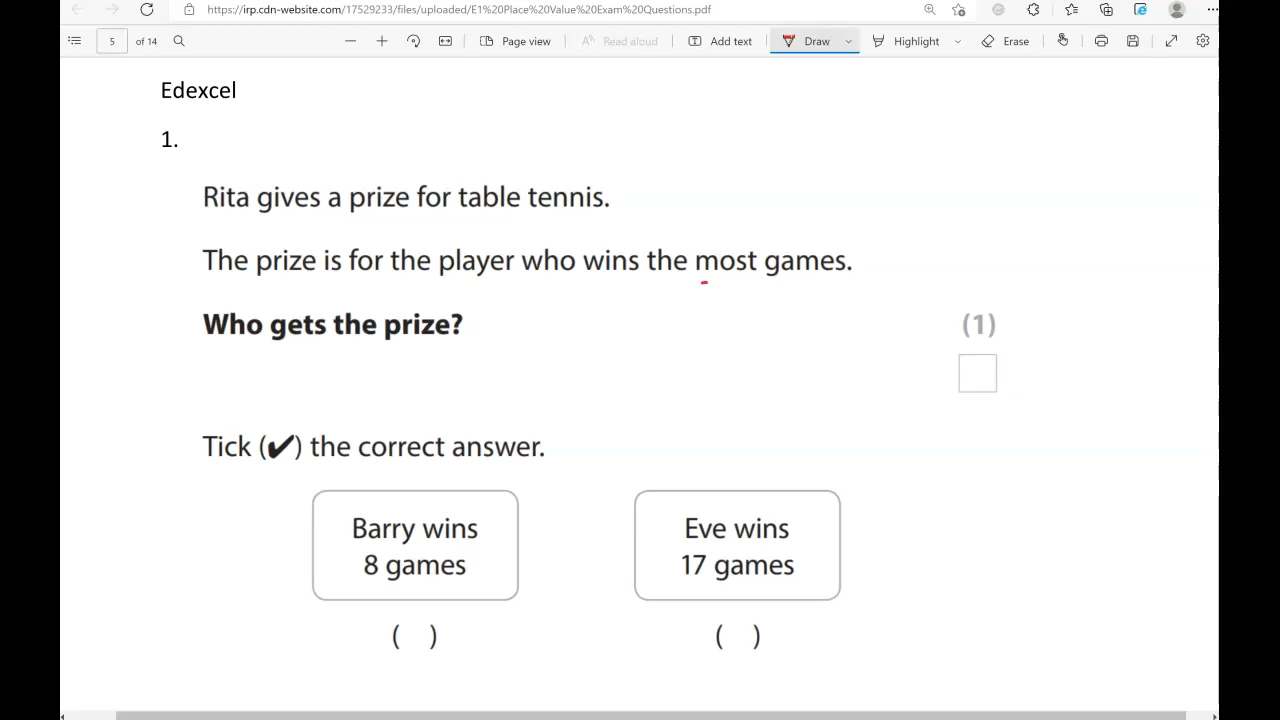 https://irp.cdn-website.com/17529233/files/uploaded/E1%20Place%20Value%20Exam%20Questions.pdf
5 of 14 Page view Read aloud Add text Draw Highlight Erase
Edexcel
1.
Rita gives a prize for table tennis.
The prize is for the player who wins the most games.
Who gets the prize? (1)
Tick (✔) the correct answer.
Barry wins
8 games
( )
Eve wins
17 games
( )